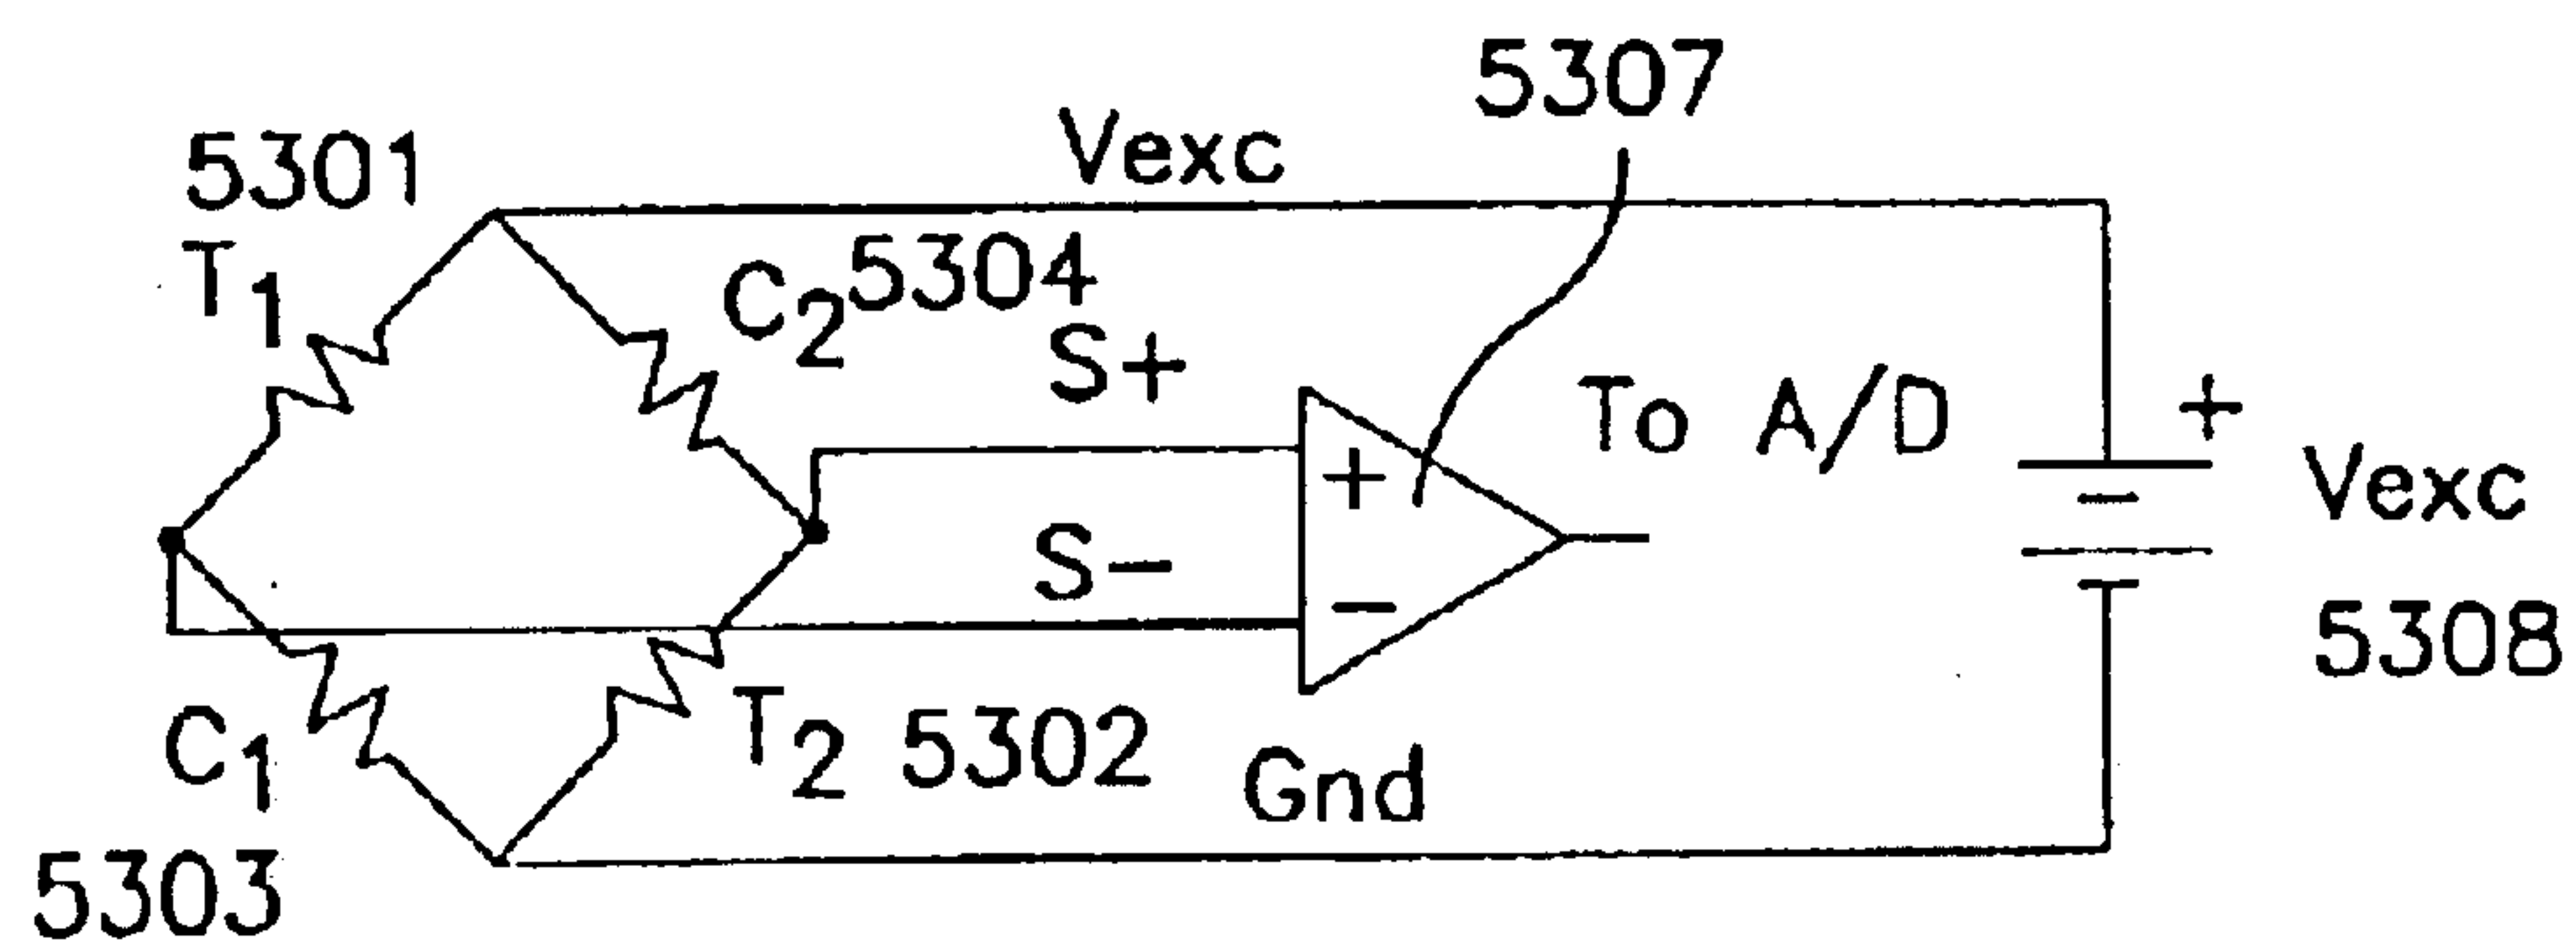 5307
5301
Vexc
T1
C2 5304
S+
To A/D
+
+
Vexc
S-
-
5308
C1
T2 5302
Gnd
5303